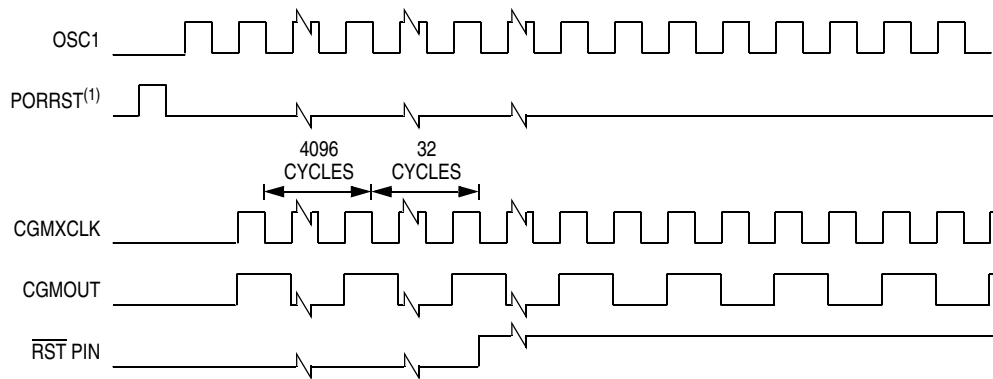 OSC1
PORRST(1)
4096
CYCLES
32
CYCLES
CGMXCLK
CGMOUT
RST PIN